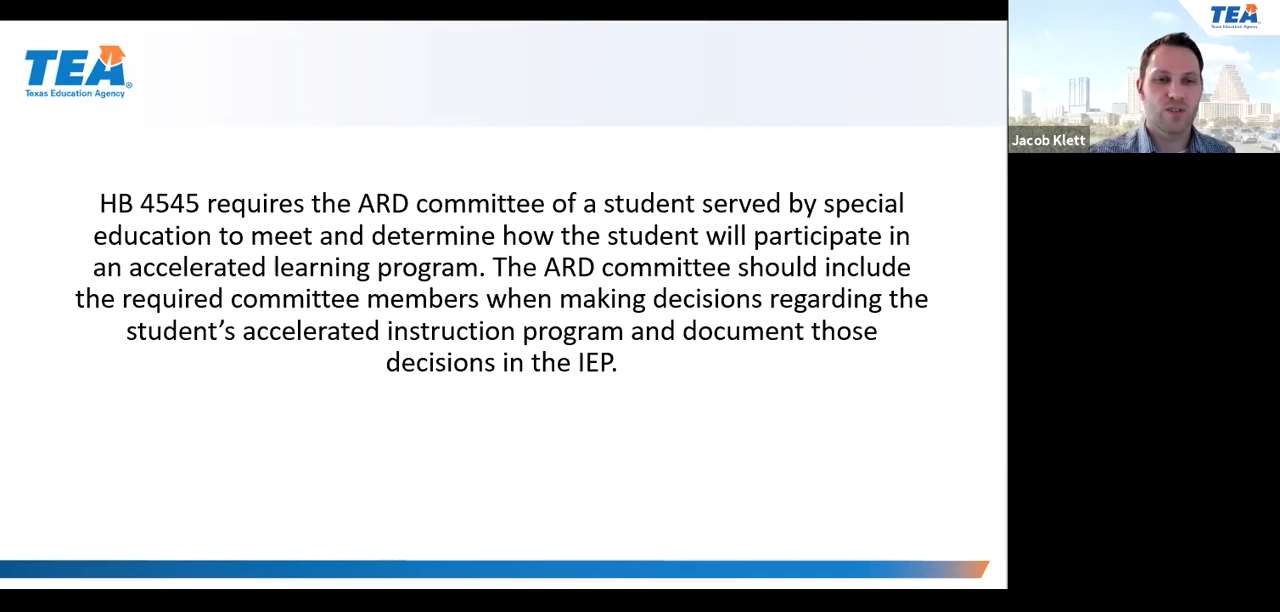 TEA
Texas Education Agency
HB 4545 requires the ARD committee of a student served by special
education to meet and determine how the student will participate in
an accelerated learning program. The ARD committee should include
the required committee members when making decisions regarding the
student’s accelerated instruction program and document those
decisions in the IEP.
TEA
Texas Education Agency
Jacob Klett